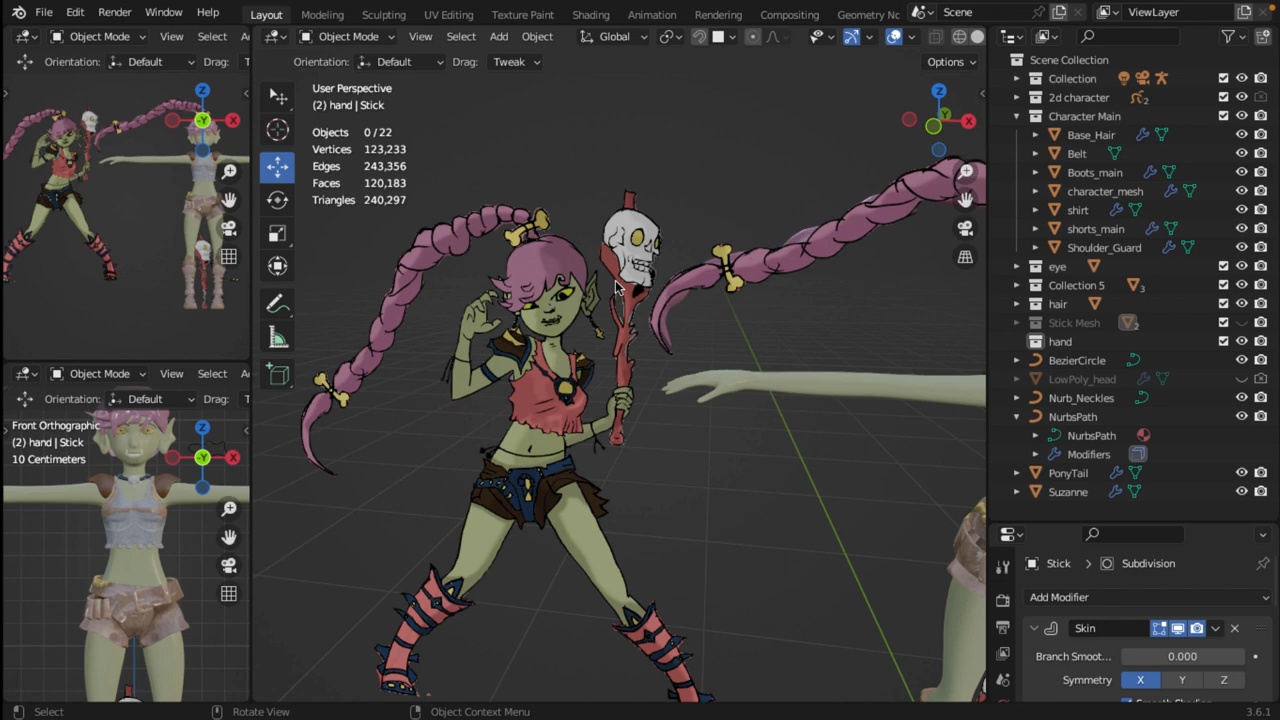 File Edit Render Window Help
Layout Modeling Sculpting UV Editing Texture Paint Shading Animation Rendering Compositing Geometry Nc
Scene
ViewLayer
Object Mode View Select A
Orientation: Default Drag: T
Object Mode View Select Add Object
Global
Orientation: Default Drag: Tweak
Options
User Perspective
(2) hand | Stick
Objects 0 / 22
Vertices 123,233
Edges 243,356
Faces 120,183
Triangles 240,297
Z
X
-Y
Z
Y
X
Object Mode View Select A
Orientation: Default Drag: T
Front Orthographic
(2) hand | Stick
10 Centimeters
Z
X
-Y
Scene Collection
Collection
2d character 2
Character Main
Base_Hair
Belt
Boots_main
character_mesh
shirt
shorts_main
Shoulder_Guard
eye
Collection 5 3
hair
Stick Mesh 2
hand
BezierCircle
LowPoly_head
Nurb_Neckles
NurbsPath
NurbsPath
Modifiers
PonyTail
Suzanne
Stick > Subdivision
Add Modifier
Skin
Branch Smoot... 0.000
Symmetry X Y Z
Select Rotate View Object Context Menu 3.6.1